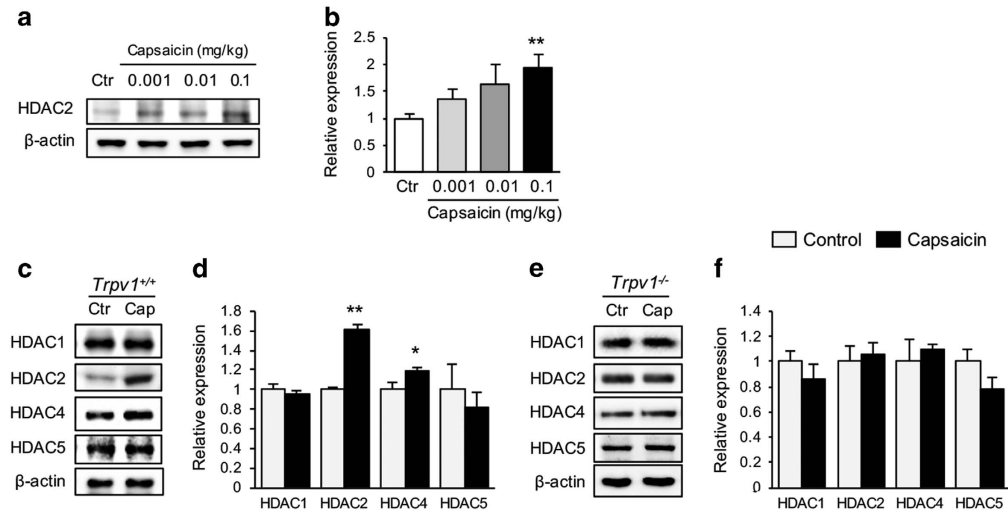 a
Capsaicin (mg/kg)
Ctr 0.001 0.01 0.1
HDAC2
β-actin
b
Relative expression
2.5
2
1.5
1
0.5
0
**
Ctr 0.001 0.01 0.1
Capsaicin (mg/kg)
Control Capsaicin
c
Trpv1+/+
Ctr Cap
HDAC1
HDAC2
HDAC4
HDAC5
β-actin
d
Relative expression
1.8
1.6
1.4
1.2
1
0.8
0.6
0.4
0.2
0
**
*
HDAC1 HDAC2 HDAC4 HDAC5
e
Trpv1-/-
Ctr Cap
HDAC1
HDAC2
HDAC4
HDAC5
β-actin
f
Relative expression
1.4
1.2
1
0.8
0.6
0.4
0.2
0
HDAC1 HDAC2 HDAC4 HDAC5